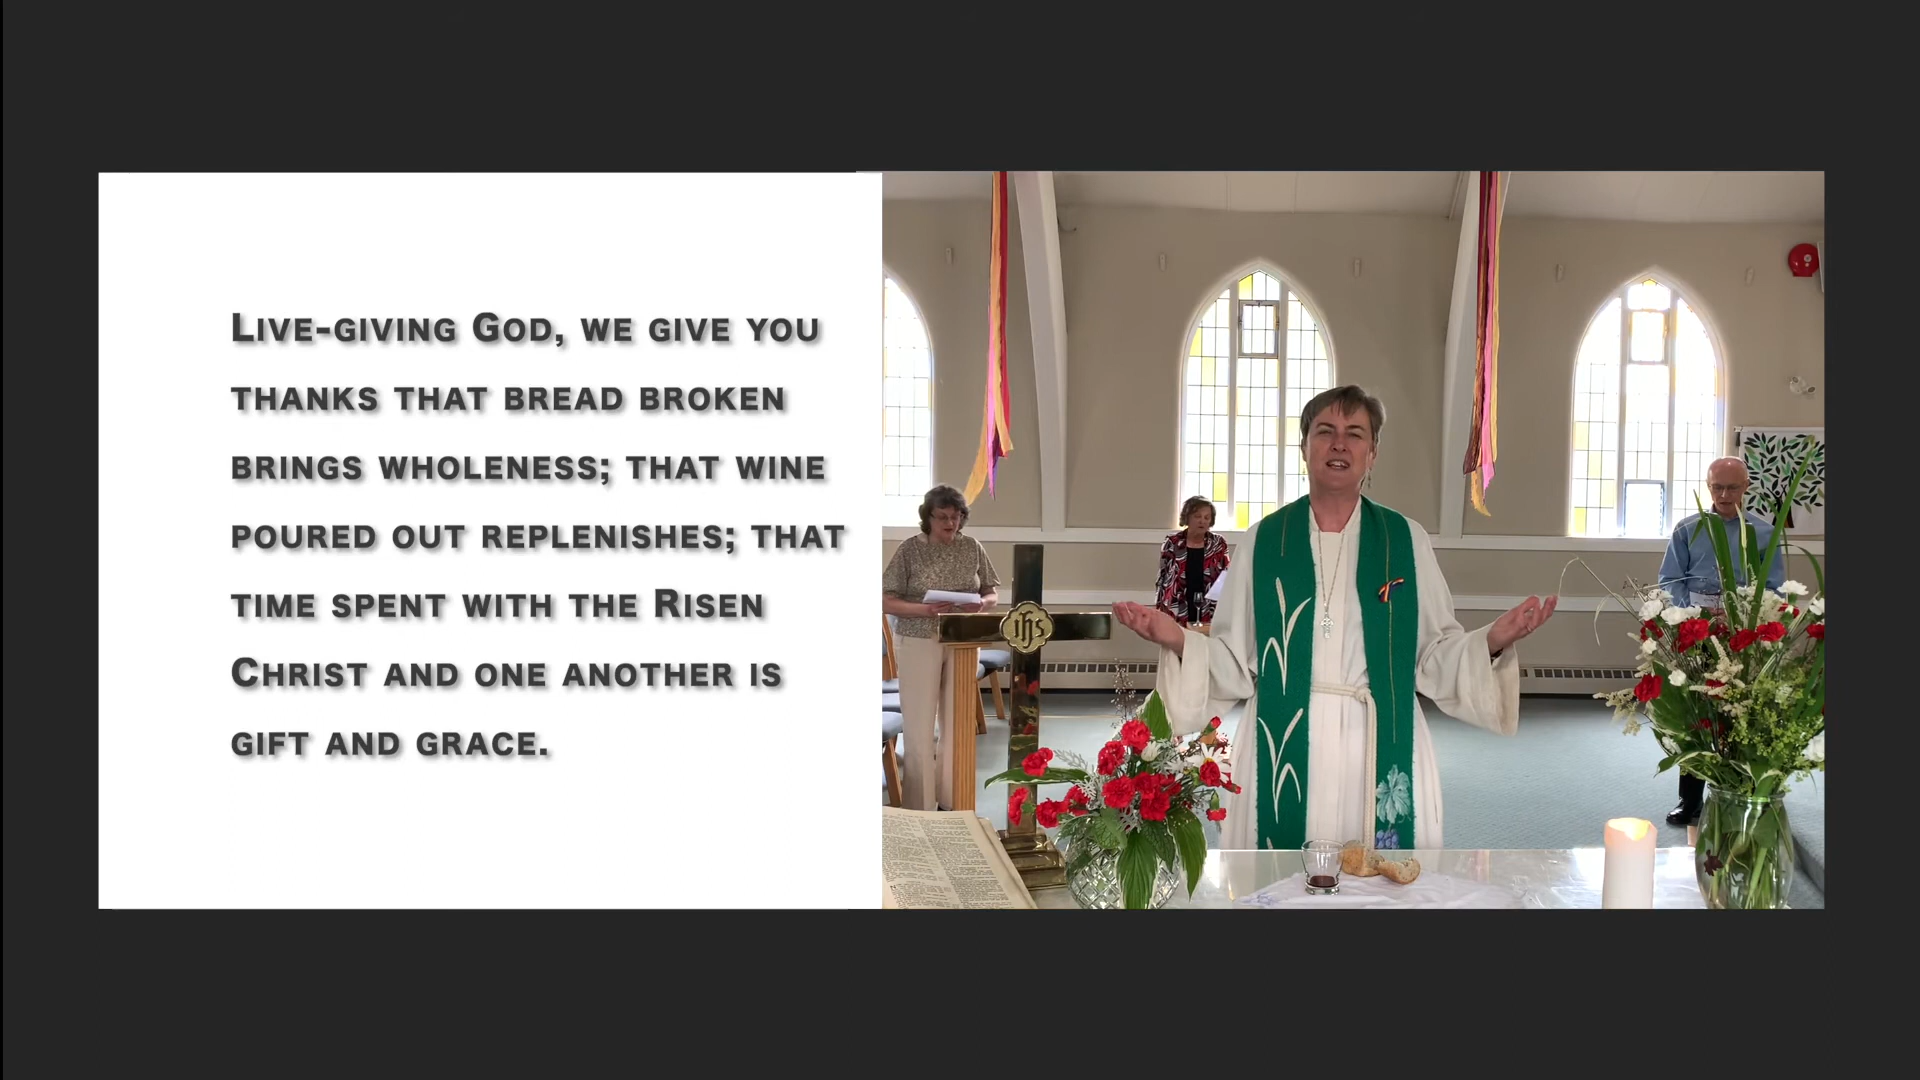 Live-giving God, we give you
thanks that bread broken
brings wholeness; that wine
poured out replenishes; that
time spent with the Risen
Christ and one another is
gift and grace.
ihs